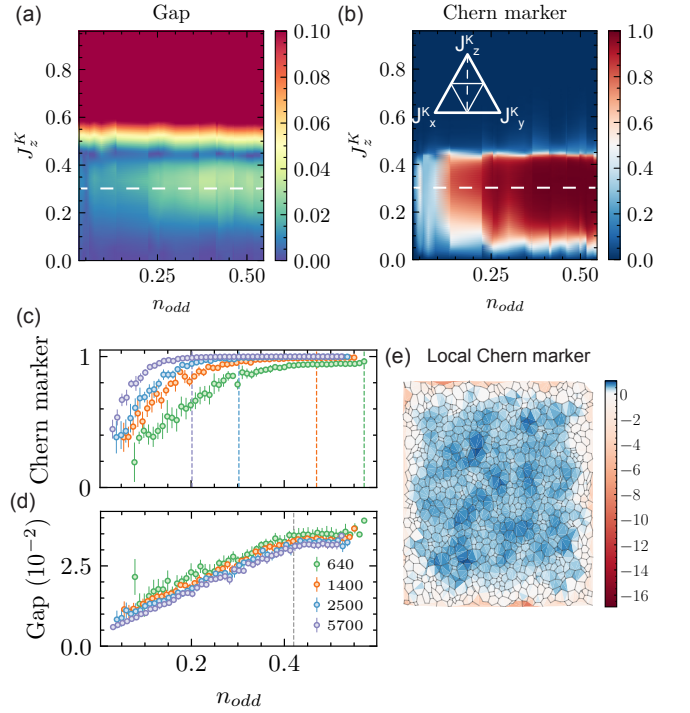 (a)
Gap
0.8
0.6
0.4
0.2
0.0
J_z^K
0.25
0.50
n_odd
0.10
0.08
0.06
0.04
0.02
0.00
(b)
Chern marker
J^K_z
J^K_x
J^K_y
0.8
0.6
0.4
0.2
0.0
J_z^K
0.25
0.50
n_odd
1.0
0.8
0.6
0.4
0.2
0.0
(c)
Chern marker
1
0
(d)
Gap (10^-2)
2.5
0.0
640
1400
2500
5700
0.2
0.4
n_odd
(e) Local Chern marker
0
−2
−4
−6
−8
−10
−12
−14
−16